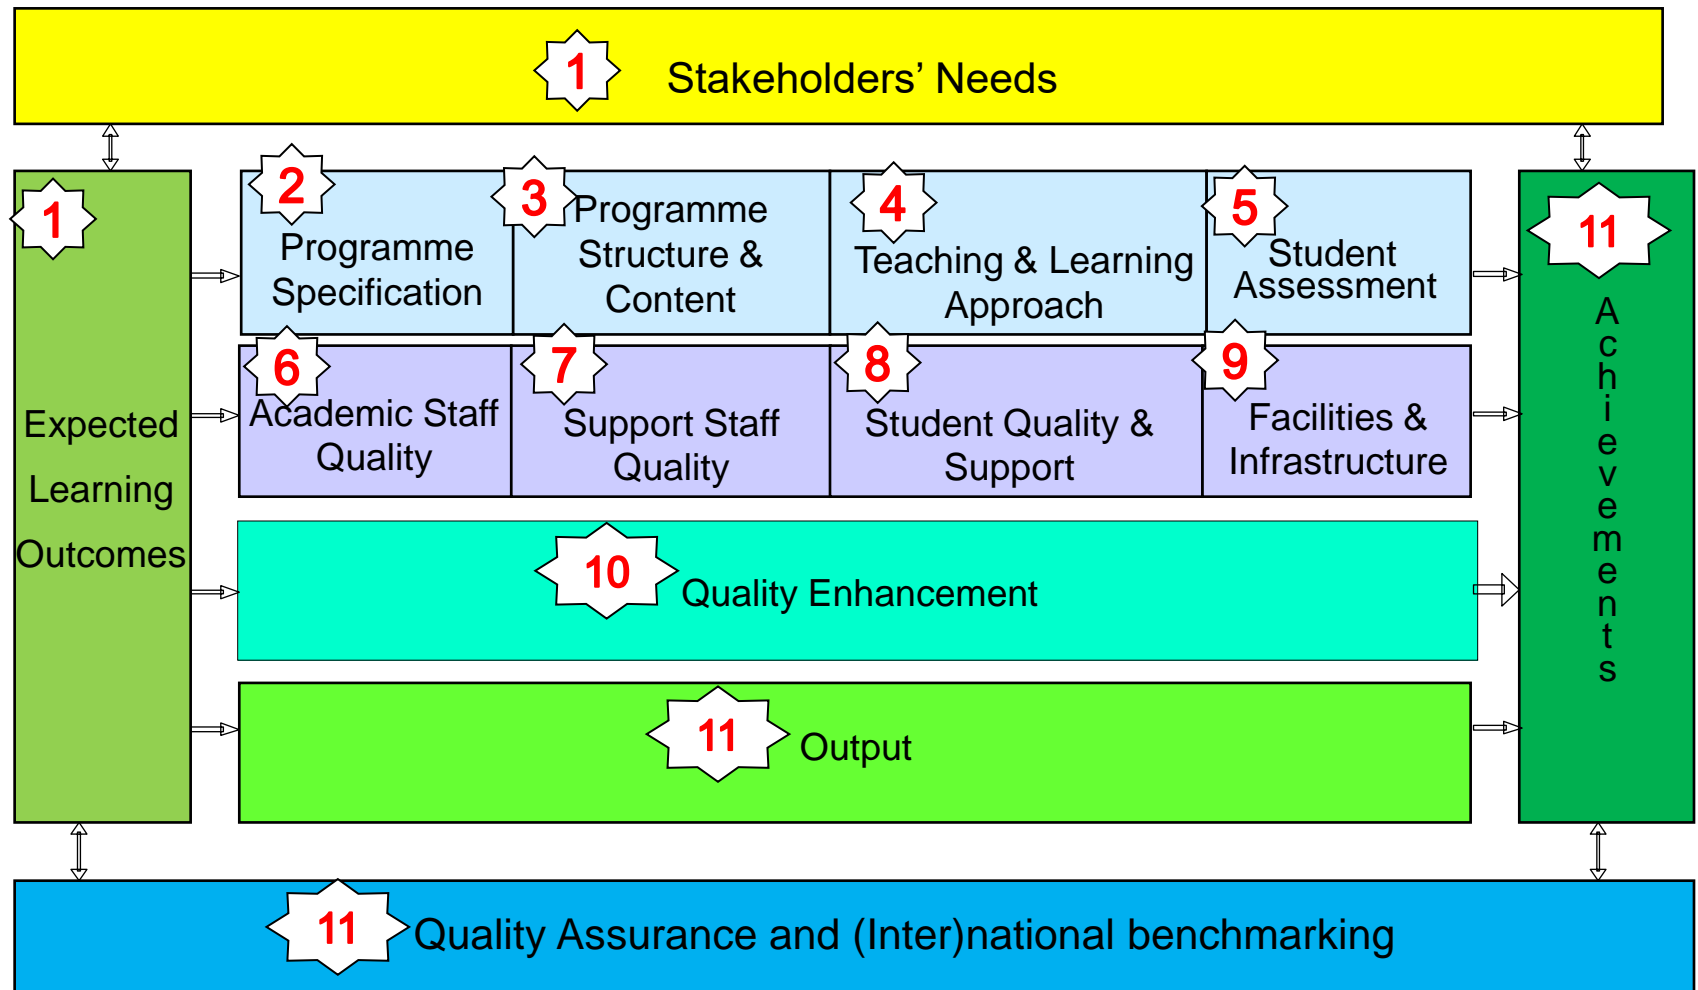 1 Stakeholders’ Needs
1
Expected
Learning
Outcomes
2
Programme
Specification
3
Programme
Structure &
Content
4
Teaching & Learning
Approach
5
Student
Assessment
6
Academic Staff
Quality
7
Support Staff
Quality
8
Student Quality &
Support
9
Facilities &
Infrastructure
10 Quality Enhancement
11 Output
11
Achievements
11 Quality Assurance and (Inter)national benchmarking